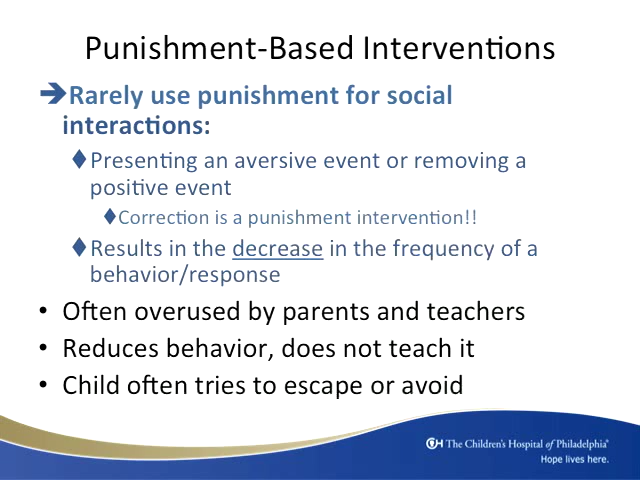 Punishment-Based Interventions
➔Rarely use punishment for social
interactions:
♦Presenting an aversive event or removing a
positive event
♦Correction is a punishment intervention!!
♦Results in the decrease in the frequency of a
behavior/response
• Often overused by parents and teachers
• Reduces behavior, does not teach it
• Child often tries to escape or avoid
The Children's Hospital of Philadelphia®
Hope lives here.